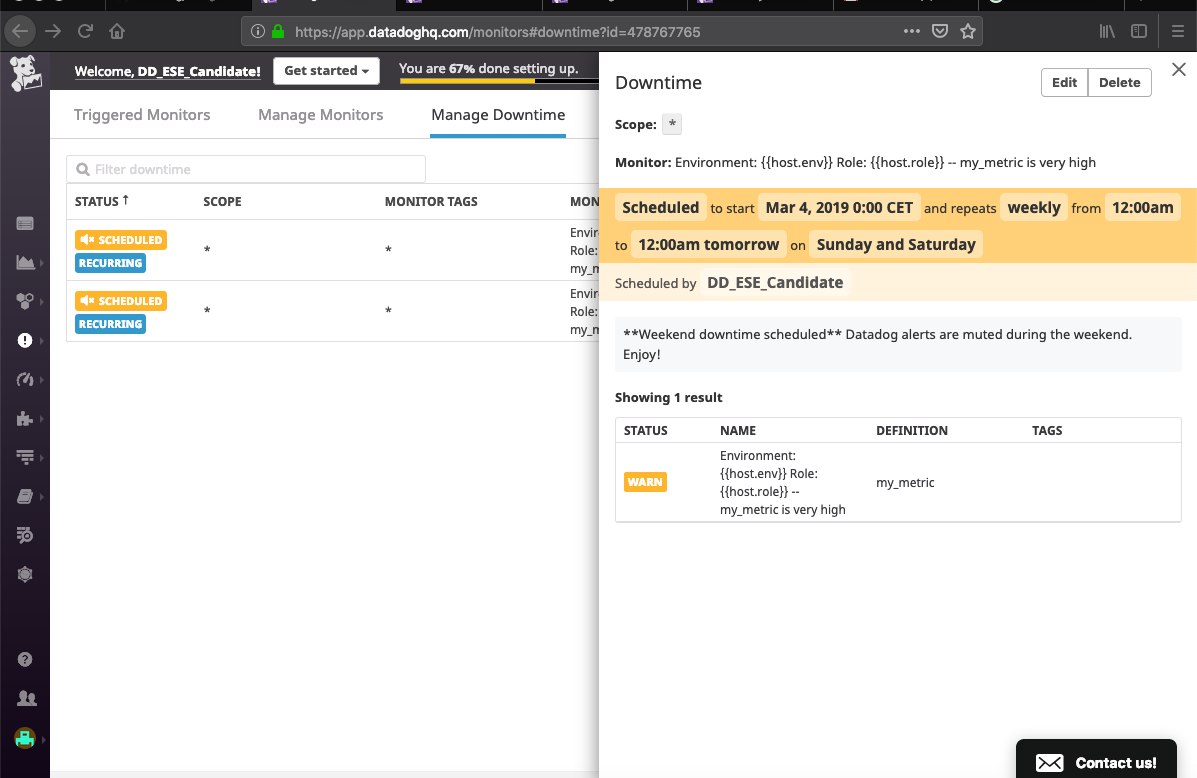 https://app.datadoghq.com/monitors#downtime?id=478767765
Welcome, DD_ESE_Candidate!
Get started
You are 67% done setting up.
Triggered Monitors
Manage Monitors
Manage Downtime
Filter downtime
STATUS ↑ SCOPE MONITOR TAGS MON
SCHEDULED
RECURRING
*
*
Envir
Role:
my_m
SCHEDULED
RECURRING
*
*
Envir
Role:
my_m
Downtime
Edit
Delete
Scope: *
Monitor: Environment: {{host.env}} Role: {{host.role}} -- my_metric is very high
Scheduled to start Mar 4, 2019 0:00 CET and repeats weekly from 12:00am
to 12:00am tomorrow on Sunday and Saturday
Scheduled by DD_ESE_Candidate
**Weekend downtime scheduled** Datadog alerts are muted during the weekend.
Enjoy!
Showing 1 result
STATUS NAME DEFINITION TAGS
WARN
Environment:
{{host.env}} Role:
{{host.role}} --
my_metric is very high
my_metric
Contact us!